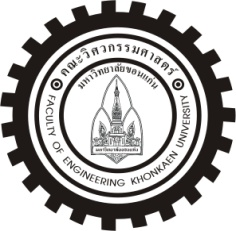 คณะวิศวกรรมศาสตร์
มหาวิทยาลัยขอนแก่น
FACULTY OF ENGINEERING KHONKAEN UNIVERSITY